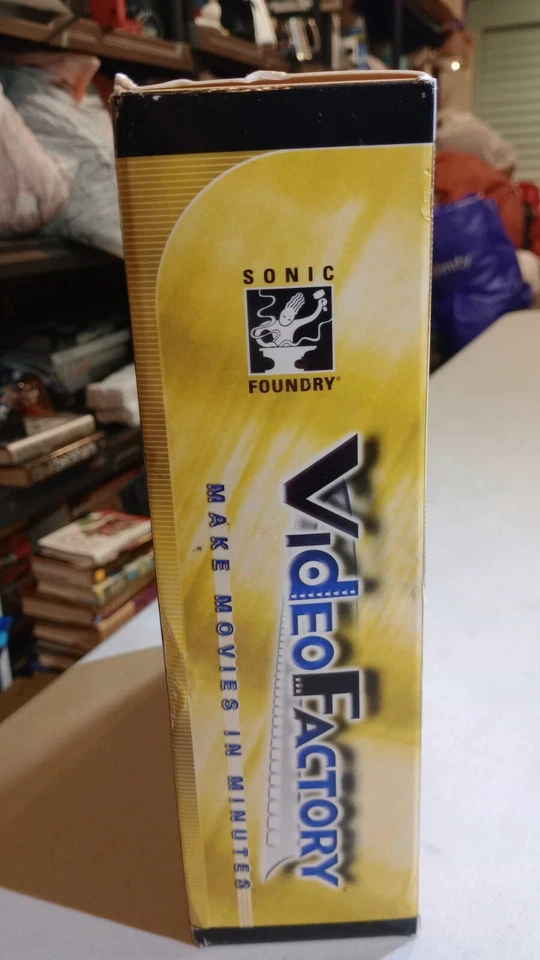 SONIC
FOUNDRY®
VIDEOFACTORY
MAKE MOVIES IN MINUTES